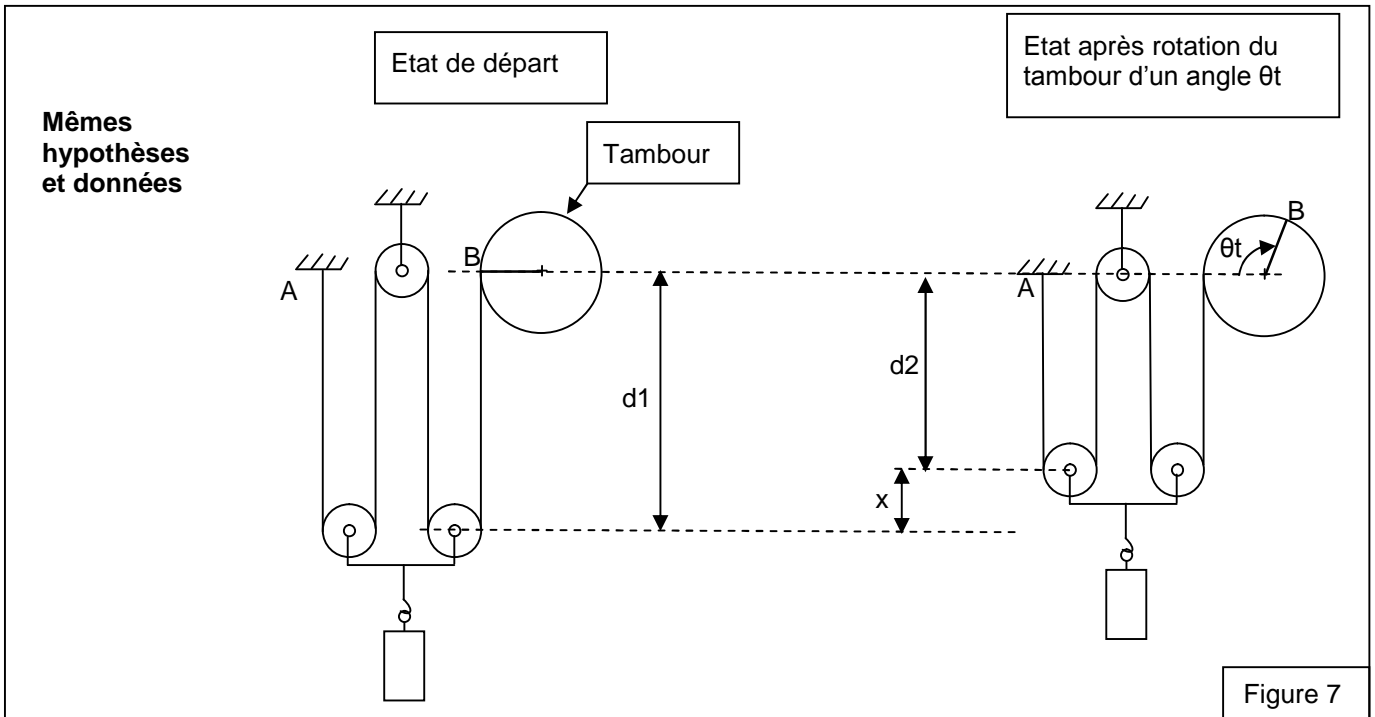 Etat de départ
Etat après rotation du
tambour d'un angle θt
Mêmes
hypothèses
et données
Tambour
B
A
d1
B
θt
A
d2
x
Figure 7